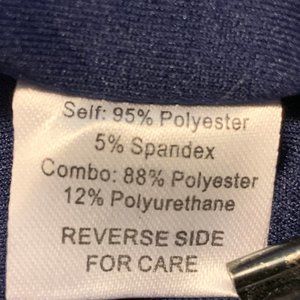 Self: 95% Polyester
5% Spandex
Combo: 88% Polyester
12% Polyurethane
REVERSE SIDE
FOR CARE